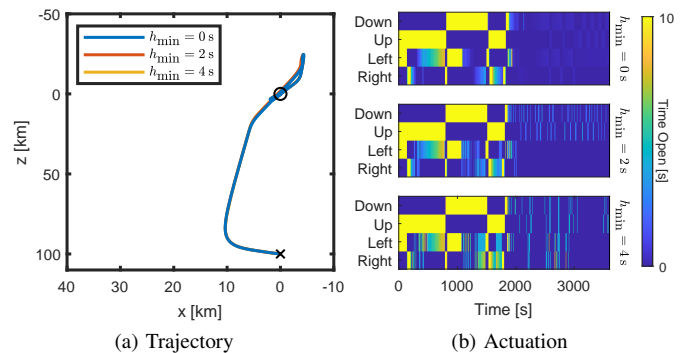 -50
0
50
100
z [km]
40 30 20 10 0 -10
x [km]
h_min = 0 s
h_min = 2 s
h_min = 4 s
(a) Trajectory
Down
Up
Left
Right
h_min = 0 s
Down
Up
Left
Right
h_min = 2 s
Down
Up
Left
Right
h_min = 4 s
0 1000 2000 3000
Time [s]
10
Time Open [s]
0
(b) Actuation